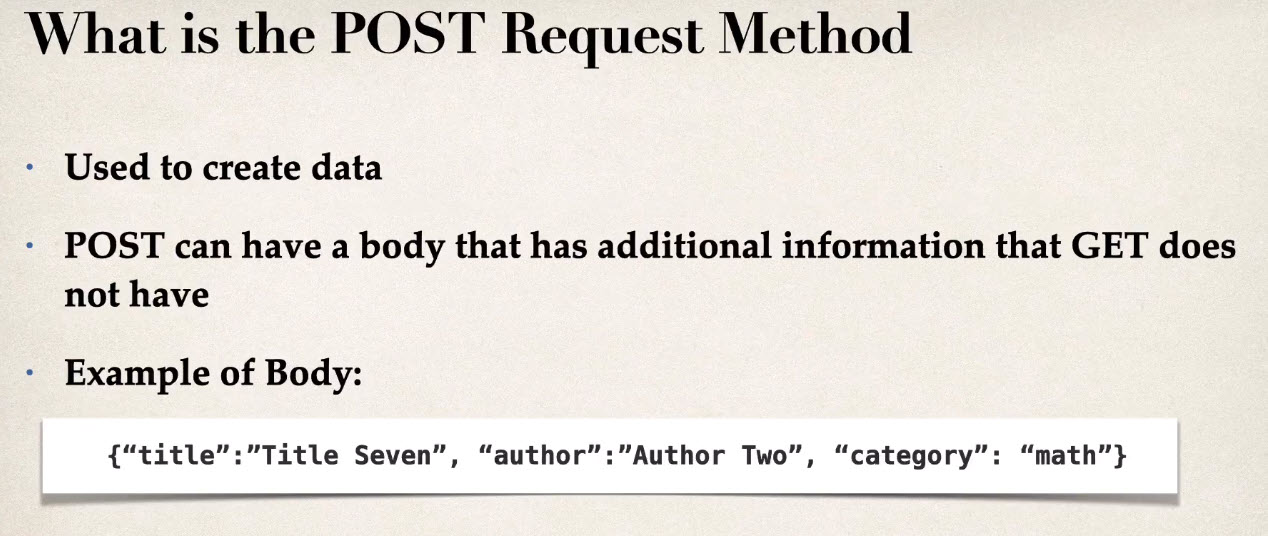 What is the POST Request Method
• Used to create data
• POST can have a body that has additional information that GET does
not have
• Example of Body:
{“title”:”Title Seven”, “author”:”Author Two”, “category”: “math”}